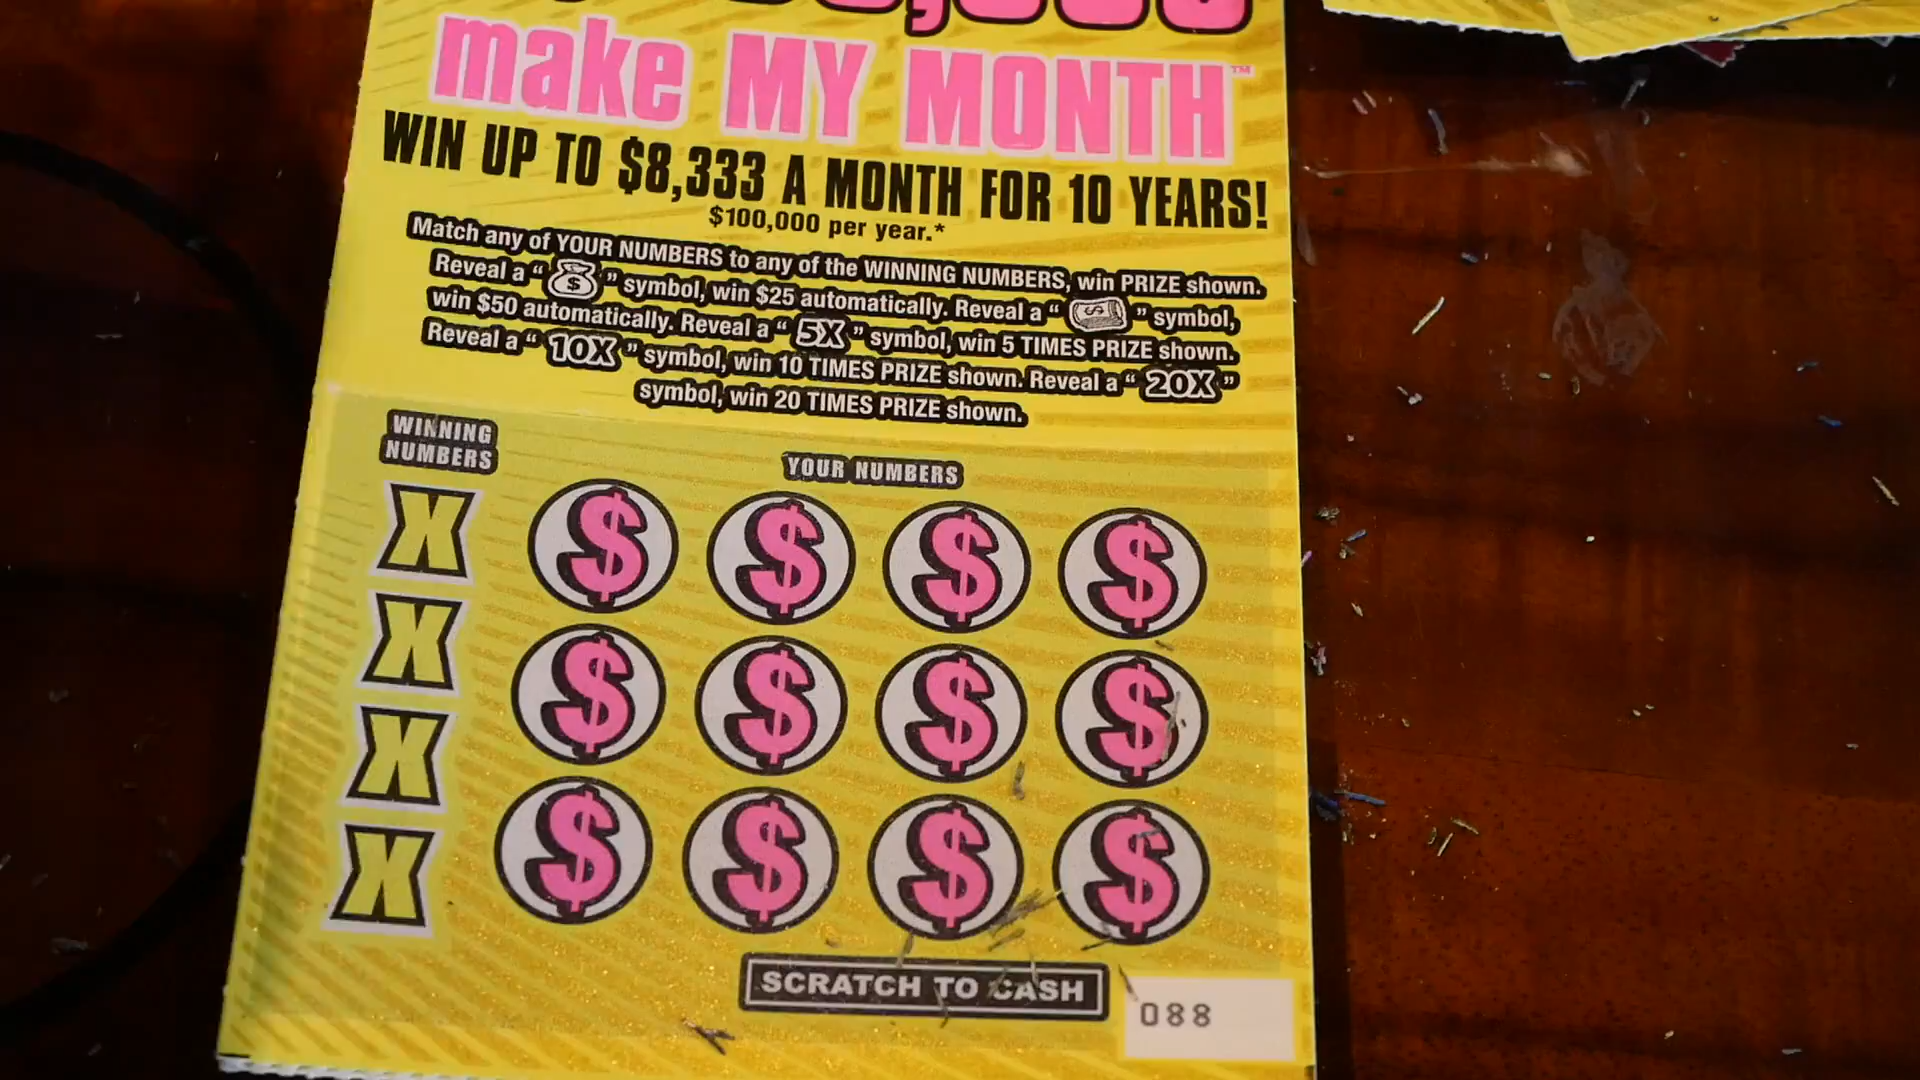 make MY MONTH™
WIN UP TO $8,333 A MONTH FOR 10 YEARS!
$100,000 per year.*
Match any of YOUR NUMBERS to any of the WINNING NUMBERS, win PRIZE shown.
Reveal a " $ " symbol, win $25 automatically. Reveal a " $ " symbol,
win $50 automatically. Reveal a " 5X " symbol, win 5 TIMES PRIZE shown.
Reveal a " 10X " symbol, win 10 TIMES PRIZE shown. Reveal a " 20X "
symbol, win 20 TIMES PRIZE shown.
WINNING
NUMBERS
YOUR NUMBERS
X $ $ $ $
X $ $ $ $
X
X $ $ $ $
SCRATCH TO CASH
088